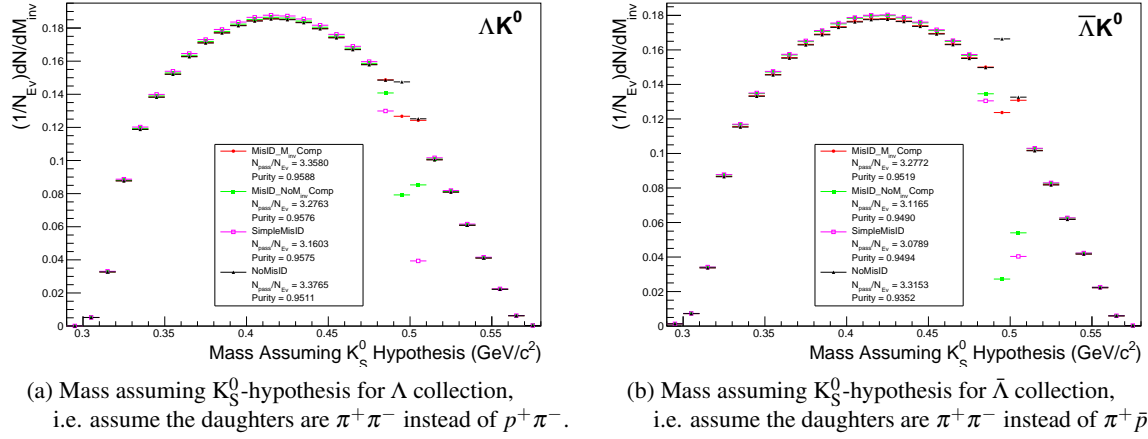 ΛK⁰
(1/N_Ev)dN/dM_inv
0.18
0.16
0.14
0.12
0.1
0.08
0.06
0.04
0.02
0
MisID_M_inv_Comp
N_pass/N_Ev = 3.3580
Purity = 0.9588
MisID_NoM_inv_Comp
N_pass/N_Ev = 3.2763
Purity = 0.9576
SimpleMisID
N_pass/N_Ev = 3.1603
Purity = 0.9575
NoMisID
N_pass/N_Ev = 3.3765
Purity = 0.9511
0.3 0.35 0.4 0.45 0.5 0.55
Mass Assuming K_S^0 Hypothesis (GeV/c²)
(a) Mass assuming K_S^0-hypothesis for Λ collection,
i.e. assume the daughters are π⁺π⁻ instead of p⁺π⁻.
Λ̄K⁰
(1/N_Ev)dN/dM_inv
0.18
0.16
0.14
0.12
0.1
0.08
0.06
0.04
0.02
0
MisID_M_inv_Comp
N_pass/N_Ev = 3.2772
Purity = 0.9519
MisID_NoM_inv_Comp
N_pass/N_Ev = 3.1165
Purity = 0.9490
SimpleMisID
N_pass/N_Ev = 3.0789
Purity = 0.9494
NoMisID
N_pass/N_Ev = 3.3153
Purity = 0.9352
0.3 0.35 0.4 0.45 0.5 0.55
Mass Assuming K_S^0 Hypothesis (GeV/c²)
(b) Mass assuming K_S^0-hypothesis for Λ̄ collection,
i.e. assume the daughters are π⁺π⁻ instead of π⁺p̄